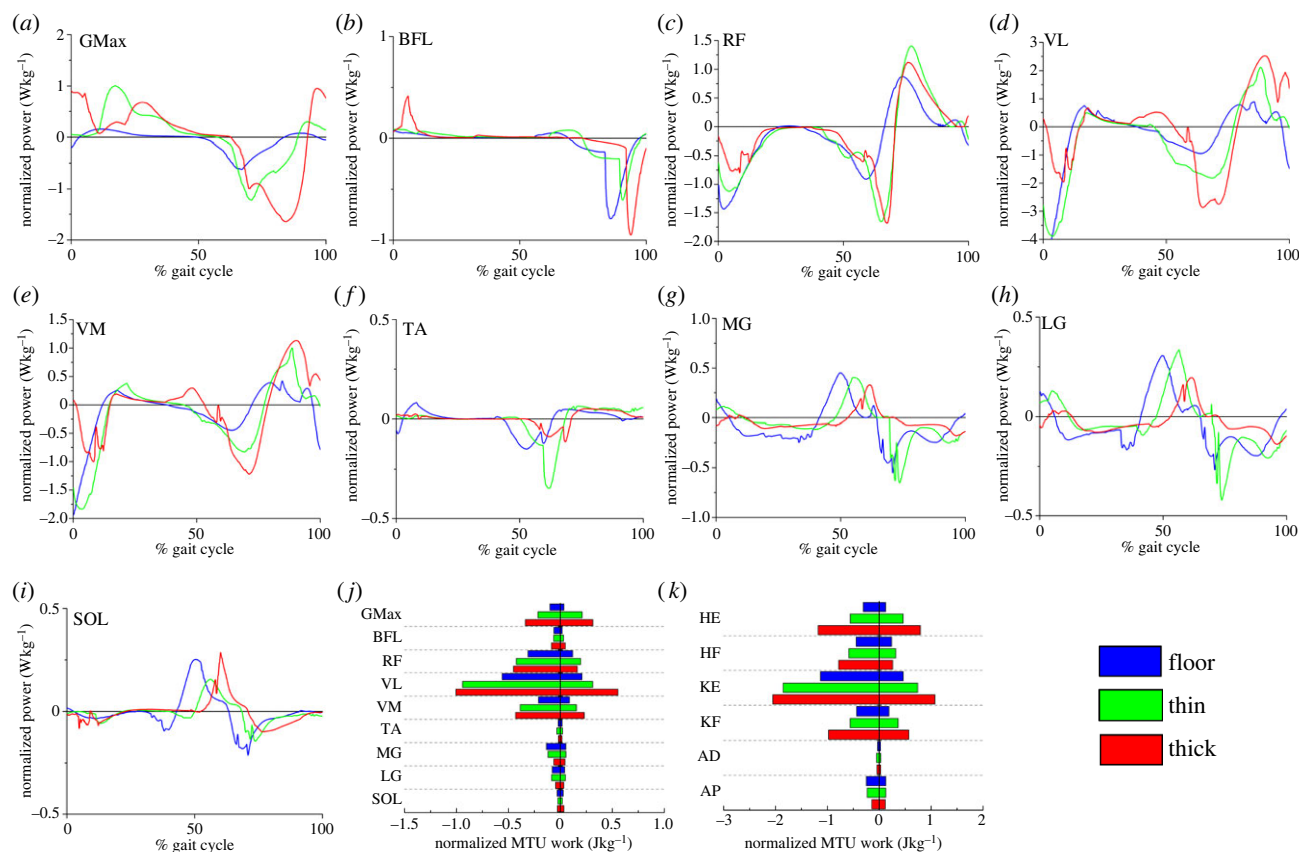 (a)
GMax
normalized power (Wkg−1)
2
1
0
−1
−2
0
50
100
% gait cycle
(b)
BFL
normalized power (Wkg−1)
1
0
−1
0
50
100
% gait cycle
(c)
RF
normalized power (Wkg−1)
1.5
1.0
0.5
0
−0.5
−1.0
−1.5
−2.0
0
50
100
% gait cycle
(d)
VL
normalized power (Wkg−1)
3
2
1
0
−1
−2
−3
−4
0
50
100
% gait cycle
(e)
VM
normalized power (Wkg−1)
1.5
1.0
0.5
0
−0.5
−1.0
−1.5
−2.0
0
50
100
% gait cycle
(f)
TA
normalized power (Wkg−1)
0.5
0
−0.5
0
50
100
% gait cycle
(g)
MG
normalized power (Wkg−1)
1.0
0.5
0
−0.5
−1.0
0
50
100
% gait cycle
(h)
LG
normalized power (Wkg−1)
0.5
0
−0.5
0
50
100
% gait cycle
(i)
SOL
normalized power (Wkg−1)
0.5
0
−0.5
0
50
100
% gait cycle
(j)
GMax
BFL
RF
VL
VM
TA
MG
LG
SOL
−1.5
−1.0
−0.5
0
0.5
1.0
normalized MTU work (Jkg−1)
(k)
HE
HF
KE
KF
AD
AP
−3
−2
−1
0
1
2
normalized MTU work (Jkg−1)
floor
thin
thick